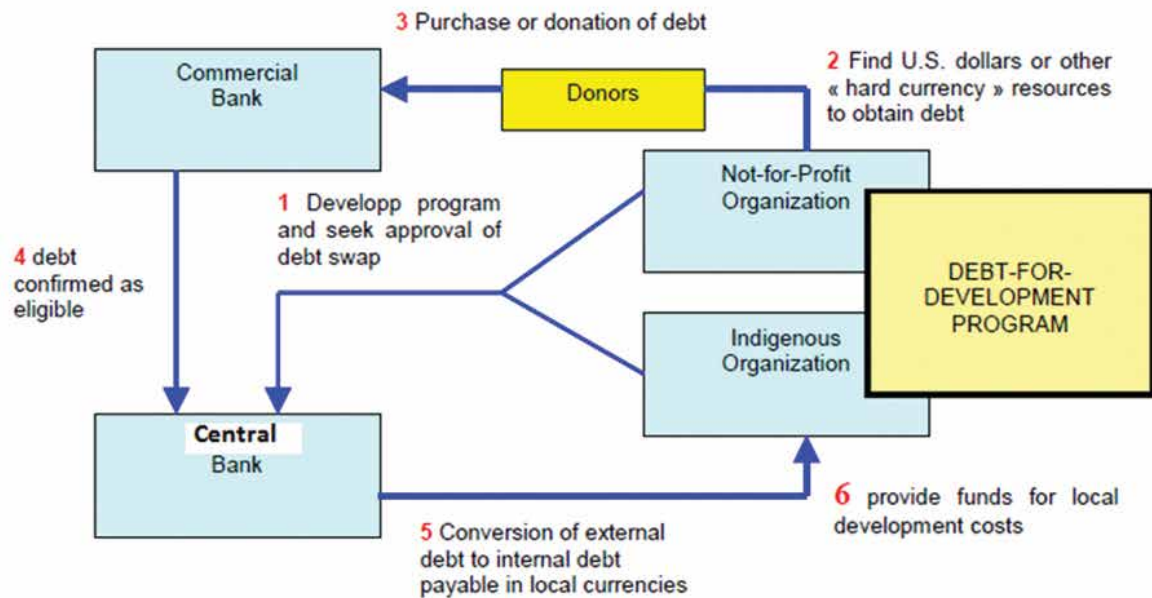 3 Purchase or donation of debt
Commercial
Bank
Donors
2 Find U.S. dollars or other
« hard currency » resources
to obtain debt
Not-for-Profit
Organization
1 Developp program
and seek approval of
debt swap
4 debt
confirmed as
eligible
DEBT-FOR-
DEVELOPMENT
PROGRAM
Indigenous
Organization
Central
Bank
6 provide funds for local
development costs
5 Conversion of external
debt to internal debt
payable in local currencies